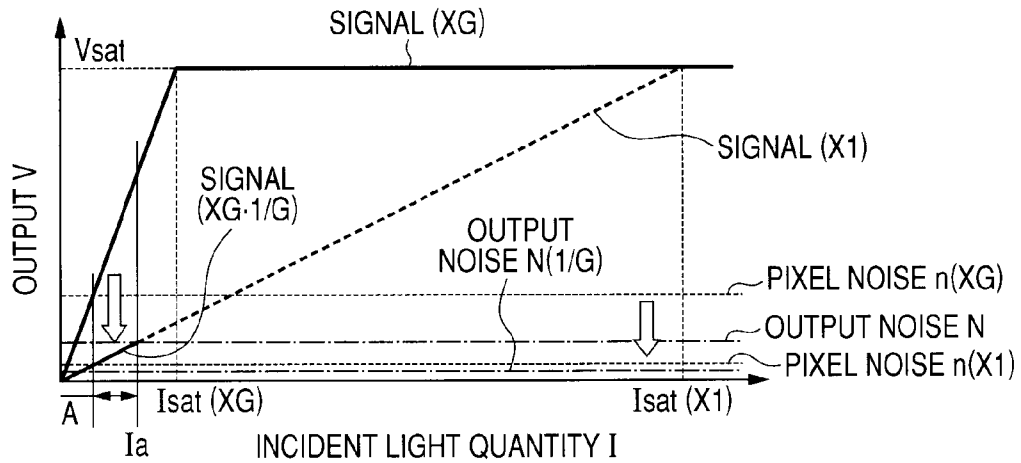 SIGNAL (XG)
Vsat
SIGNAL (X1)
SIGNAL
(XG·1/G)
OUTPUT
NOISE N(1/G)
OUTPUT V
PIXEL NOISE n(XG)
OUTPUT NOISE N
PIXEL NOISE n(X1)
A
Isat (XG)
Isat (X1)
Ia
INCIDENT LIGHT QUANTITY I